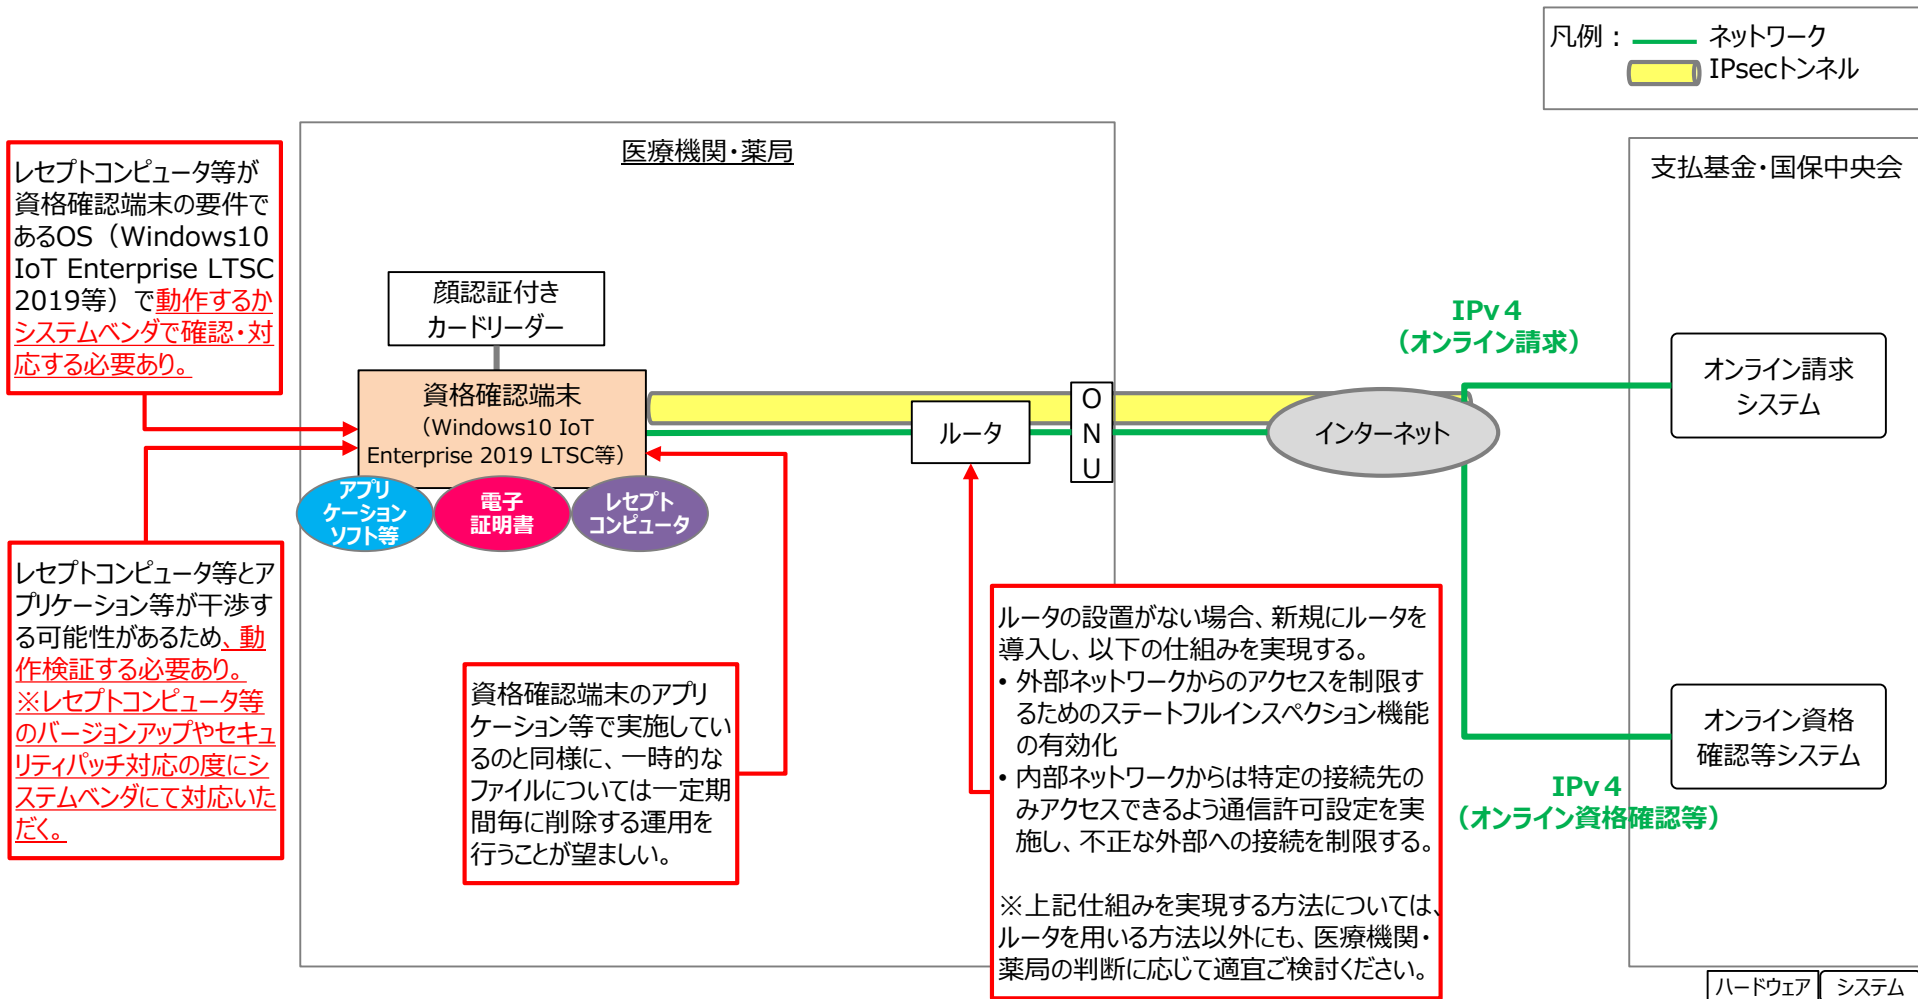 凡例：
ネットワーク
IPsecトンネル
医療機関・薬局
支払基金・国保中央会
レセプトコンピュータ等が
資格確認端末の要件で
あるOS（Windows10
IoT Enterprise LTSC
2019等）で動作するか
システムベンダで確認・対
応する必要あり。
顔認証付き
カードリーダー
資格確認端末
（Windows10 IoT
Enterprise 2019 LTSC等）
アプリ
ケーション
ソフト等
電子
証明書
レセプト
コンピュータ
ルータ
O
N
U
インターネット
IPv４
（オンライン請求）
オンライン請求
システム
オンライン資格
確認等システム
IPv４
（オンライン資格確認等）
レセプトコンピュータ等とア
プリケーション等が干渉す
る可能性があるため、動
作検証する必要あり。
※レセプトコンピュータ等
のバージョンアップやセキュ
リティパッチ対応の度にシ
ステムベンダにて対応いた
だく。
資格確認端末のアプリ
ケーション等で実施してい
るのと同様に、一時的な
ファイルについては一定期
間毎に削除する運用を
行うことが望ましい。
ルータの設置がない場合、新規にルータを
導入し、以下の仕組みを実現する。
• 外部ネットワークからのアクセスを制限す
るためのステートフルインスペクション機能
の有効化
• 内部ネットワークからは特定の接続先の
みアクセスできるよう通信許可設定を実
施し、不正な外部への接続を制限する。
※上記仕組みを実現する方法については、
ルータを用いる方法以外にも、医療機関・
薬局の判断に応じて適宜ご検討ください。
ハードウェア
システム